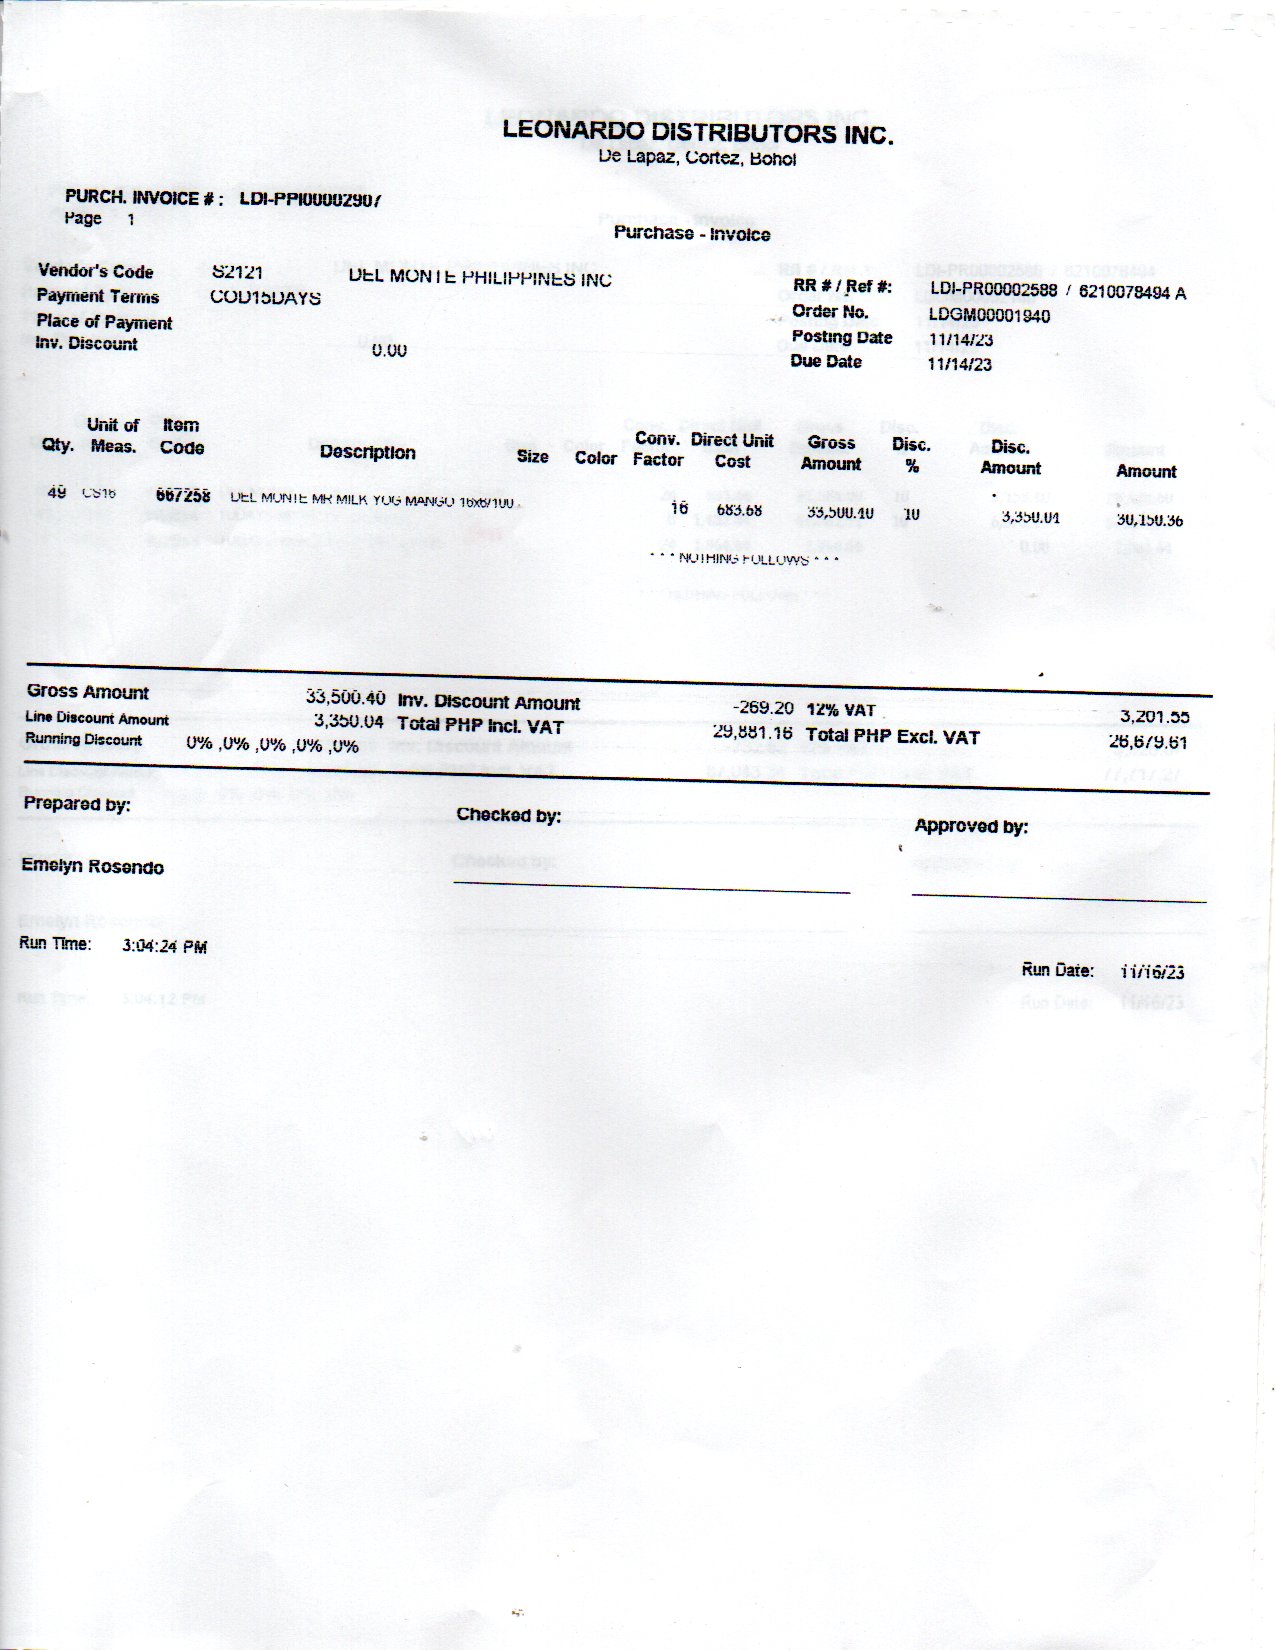 LEONARDO DISTRIBUTORS INC.
De Lapaz, Cortez, Bohol
PURCH. INVOICE # : LDI-PPI00002907
Page 1
Purchase - Invoice
Vendor's Code S2121 DEL MONTE PHILIPPINES INC
Payment Terms COD15DAYS
Place of Payment
Inv. Discount 0.00
RR # / Ref #: LDI-PR00002588 / 6210078494 A
Order No. LDGM00001940
Posting Date 11/14/23
Due Date 11/14/23
Qty. Unit of Meas. Item Code Description Size Color Conv. Factor Direct Unit Cost Gross Amount Disc. % Disc. Amount Amount
49 CS16 667258 DEL MONTE MR MILK YOG MANGO 16x6/100 16 683.68 33,500.40 10 3,350.04 30,150.36
* * * NOTHING FOLLOWS * * *
Gross Amount 33,500.40 Inv. Discount Amount -269.20 12% VAT 3,201.55
Line Discount Amount 3,350.04 Total PHP Incl. VAT 29,881.16 Total PHP Excl. VAT 26,679.61
Running Discount 0% ,0% ,0% ,0% ,0%
Prepared by: Checked by: Approved by:
Emelyn Rosendo
Run Time: 3:04:24 PM
Run Date: 11/16/23